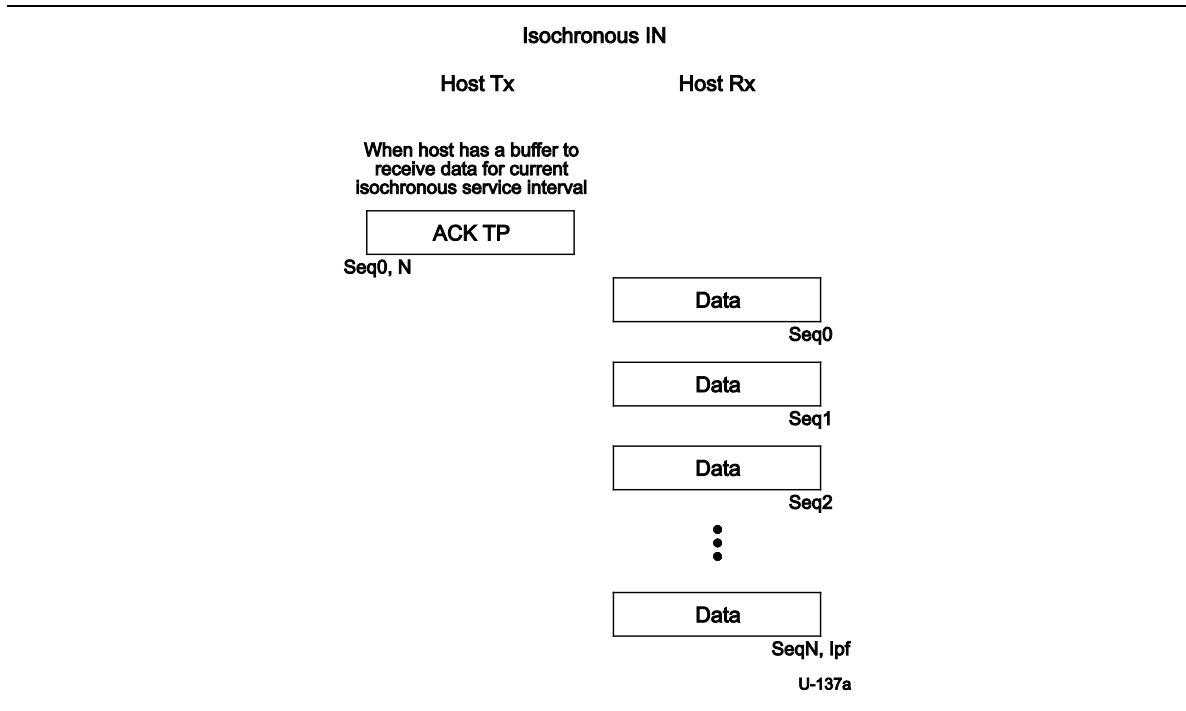 Isochronous IN
Host Tx
Host Rx
When host has a buffer to
receive data for current
isochronous service interval
ACK TP
Seq0, N
Data
Seq0
Data
Seq1
Data
Seq2
Data
SeqN, lpf
U-137a